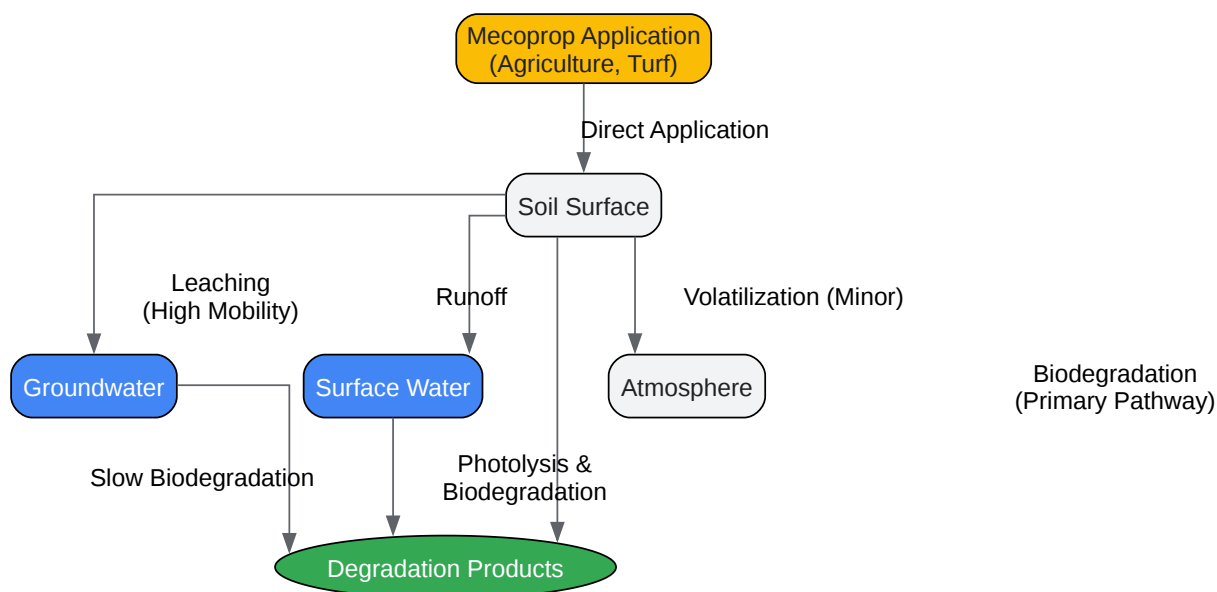 Mecoprop Application
(Agriculture, Turf)
Direct Application
Soil Surface
Leaching
(High Mobility)
Runoff
Volatilization (Minor)
Groundwater
Surface Water
Atmosphere
Biodegradation
(Primary Pathway)
Slow Biodegradation
Photolysis &
Biodegradation
Degradation Products